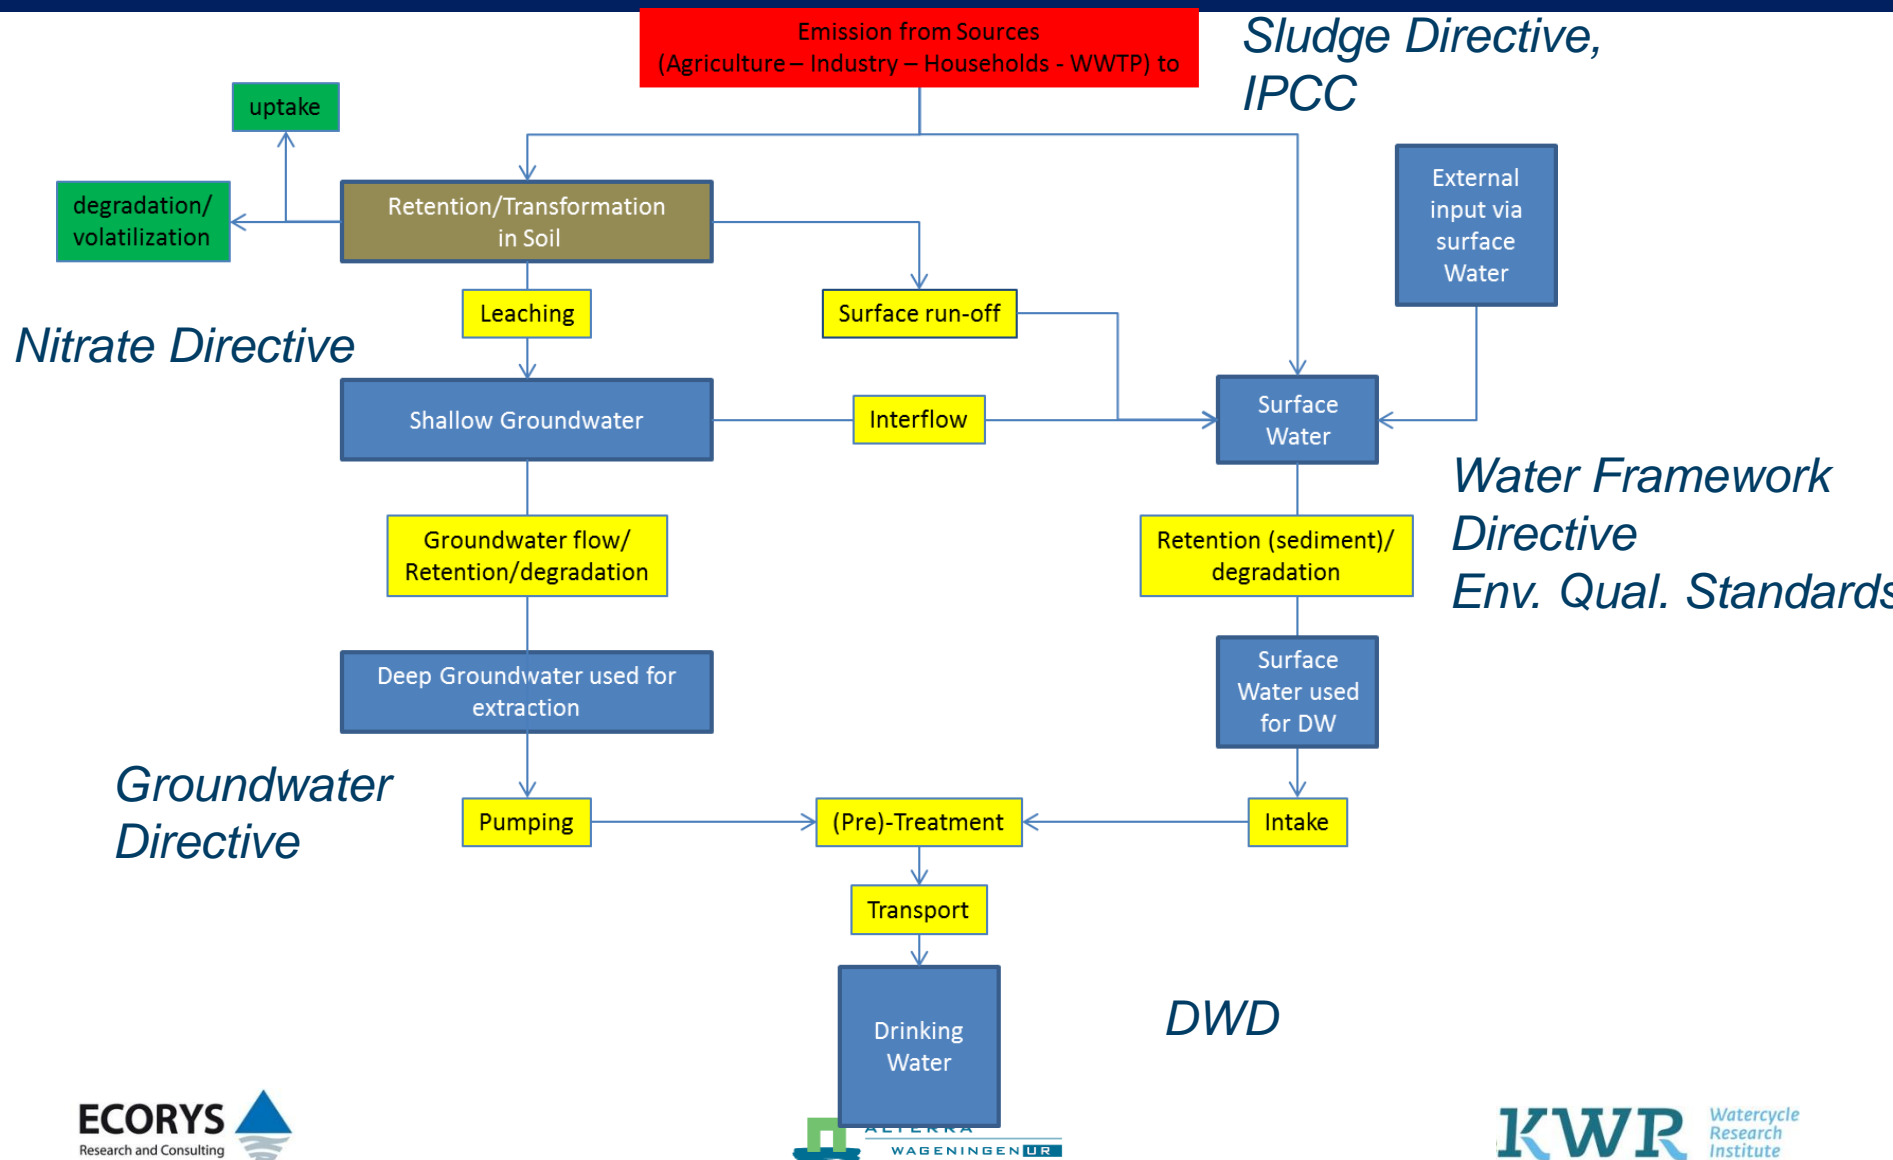 Emission from Sources
(Agriculture – Industry – Households - WWTP) to
Sludge Directive,
IPCC
uptake
degradation/
volatilization
Retention/Transformation
in Soil
External
input via
surface
Water
Leaching
Surface run-off
Nitrate Directive
Shallow Groundwater
Interflow
Surface
Water
Water Framework
Directive
Env. Qual. Standards
Groundwater flow/
Retention/degradation
Retention (sediment)/
degradation
Deep Groundwater used for
extraction
Surface
Water used
for DW
Groundwater
Directive
Pumping
(Pre)-Treatment
Intake
Transport
Drinking
Water
DWD
ECORYS
Research and Consulting
ALTERRA
WAGENINGEN UR
KWR
Watercycle
Research
Institute